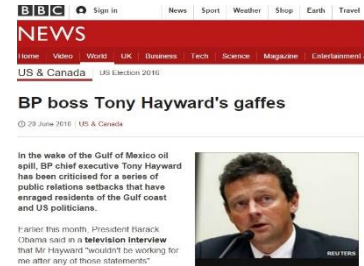 BBC Sign in News Sport Weather Shop Earth Travel
NEWS
Home Video World UK Business Tech Science Magazine Entertainment
US & Canada US Election 2016
BP boss Tony Hayward's gaffes
20 June 2010 US & Canada
In the wake of the Gulf of Mexico oil
spill, BP chief executive Tony Hayward
has been criticised for a series of
public relations setbacks that have
enraged residents of the Gulf coast
and US politicians.
Earlier this month, President Barack
Obama said in a television interview
that Mr Hayward "wouldn't be working for
me after any of those statements"
REUTERS